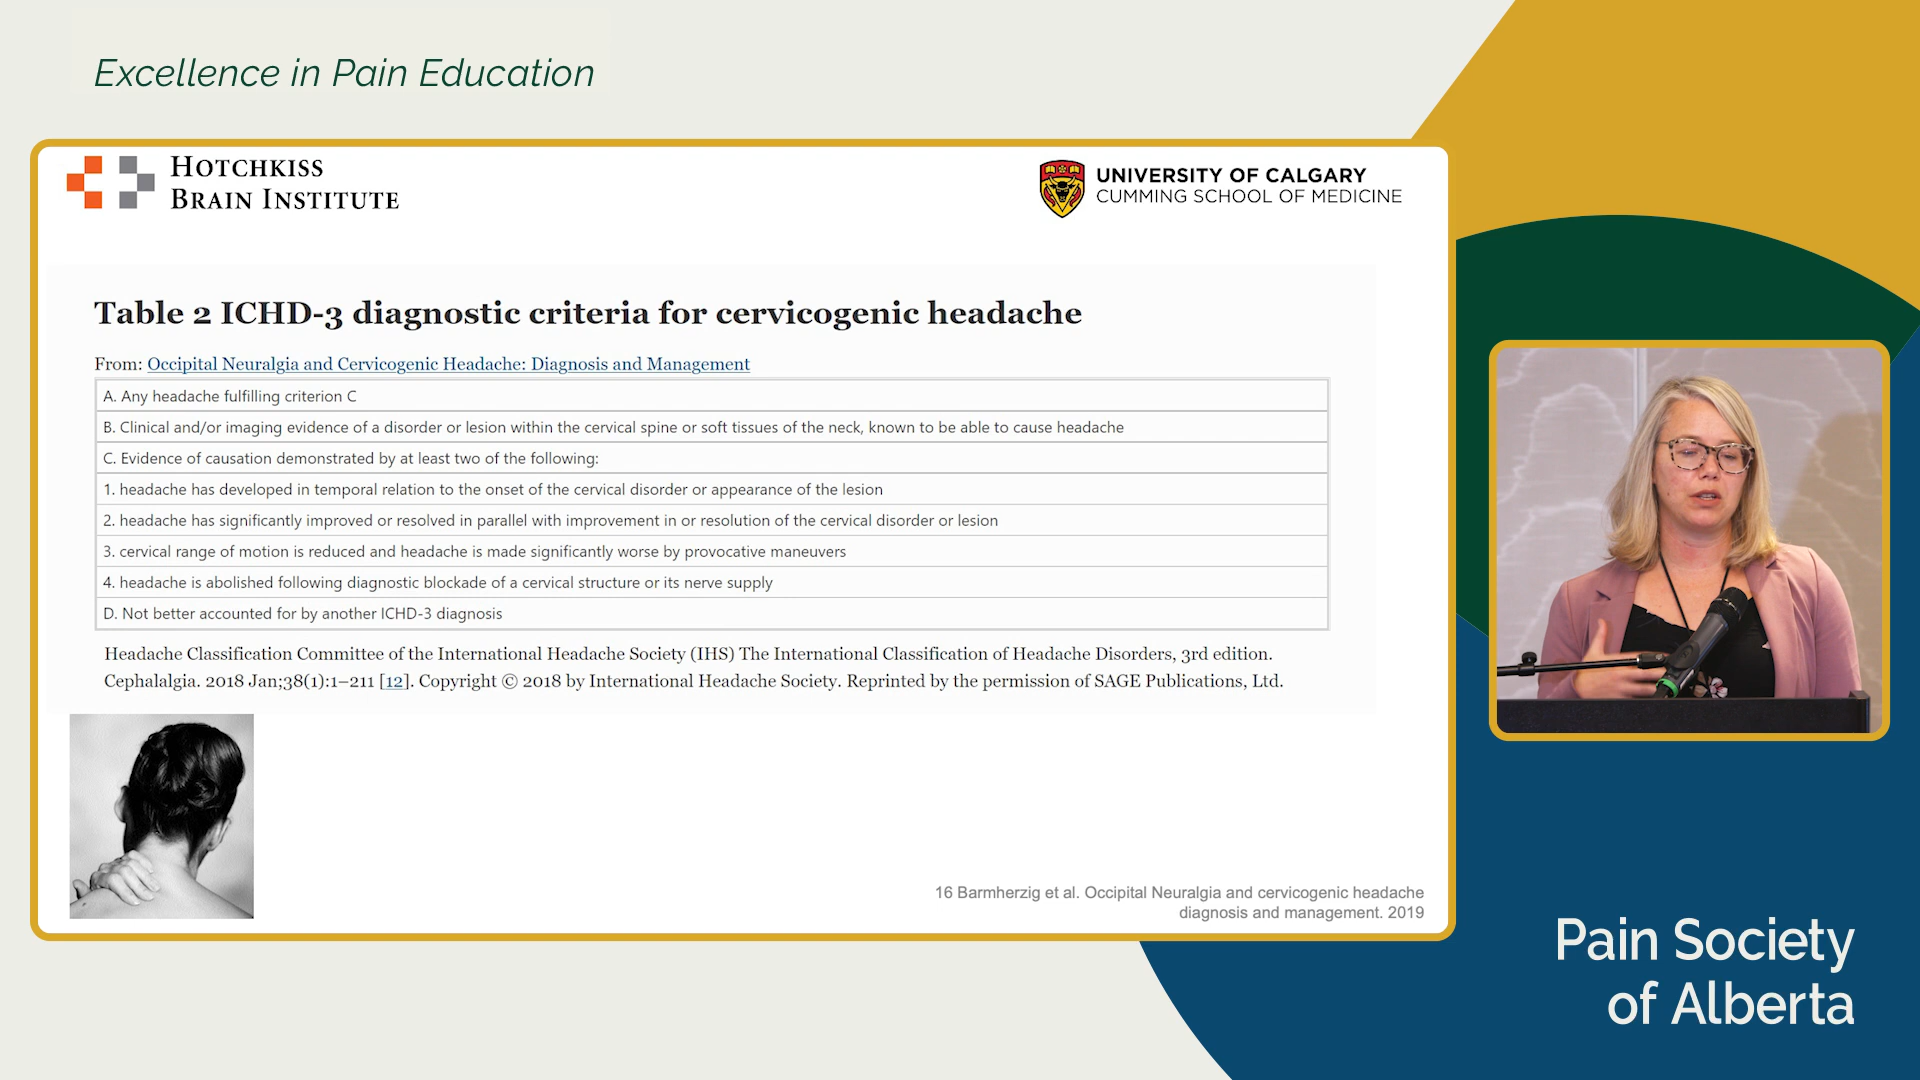 Excellence in Pain Education
HOTCHKISS
BRAIN INSTITUTE
UNIVERSITY OF CALGARY
CUMMING SCHOOL OF MEDICINE
Table 2 ICHD-3 diagnostic criteria for cervicogenic headache
From: Occipital Neuralgia and Cervicogenic Headache: Diagnosis and Management
A. Any headache fulfilling criterion C
B. Clinical and/or imaging evidence of a disorder or lesion within the cervical spine or soft tissues of the neck, known to be able to cause headache
C. Evidence of causation demonstrated by at least two of the following:
1. headache has developed in temporal relation to the onset of the cervical disorder or appearance of the lesion
2. headache has significantly improved or resolved in parallel with improvement in or resolution of the cervical disorder or lesion
3. cervical range of motion is reduced and headache is made significantly worse by provocative maneuvers
4. headache is abolished following diagnostic blockade of a cervical structure or its nerve supply
D. Not better accounted for by another ICHD-3 diagnosis
Headache Classification Committee of the International Headache Society (IHS) The International Classification of Headache Disorders, 3rd edition.
Cephalalgia. 2018 Jan;38(1):1–211 [12]. Copyright © 2018 by International Headache Society. Reprinted by the permission of SAGE Publications, Ltd.
16 Barmherzig et al. Occipital Neuralgia and cervicogenic headache
diagnosis and management. 2019
Pain Society
of Alberta